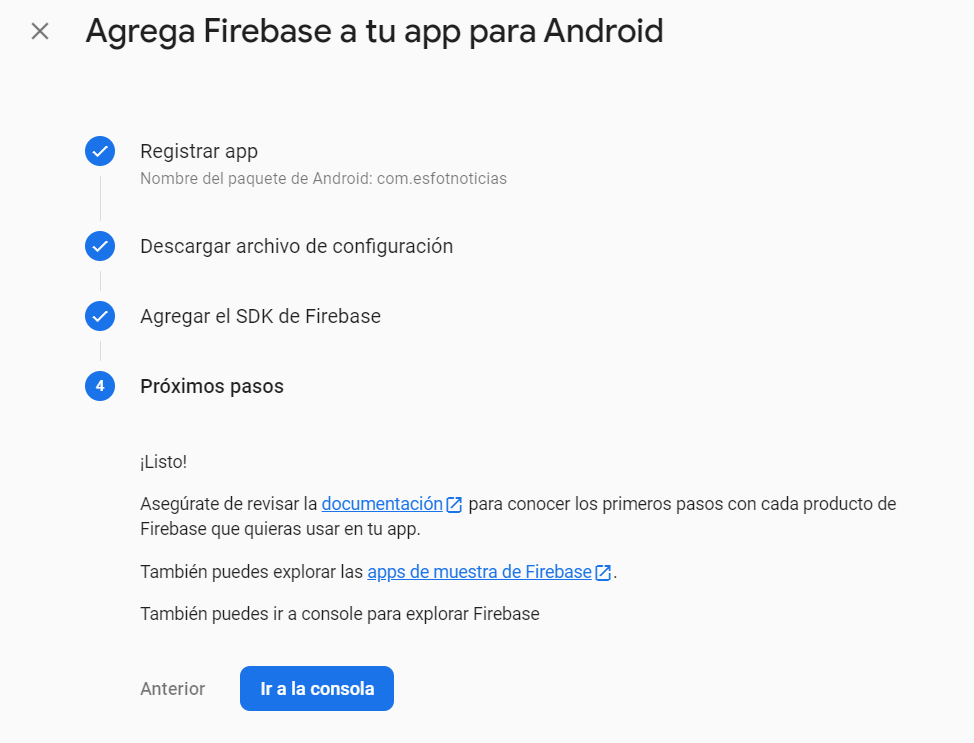 Agrega Firebase a tu app para Android
Registrar app
Nombre del paquete de Android: com.esfotnoticias
Descargar archivo de configuración
Agregar el SDK de Firebase
4 Próximos pasos
¡Listo!
Asegúrate de revisar la documentación para conocer los primeros pasos con cada producto de
Firebase que quieras usar en tu app.
También puedes explorar las apps de muestra de Firebase.
También puedes ir a console para explorar Firebase
Anterior Ir a la consola